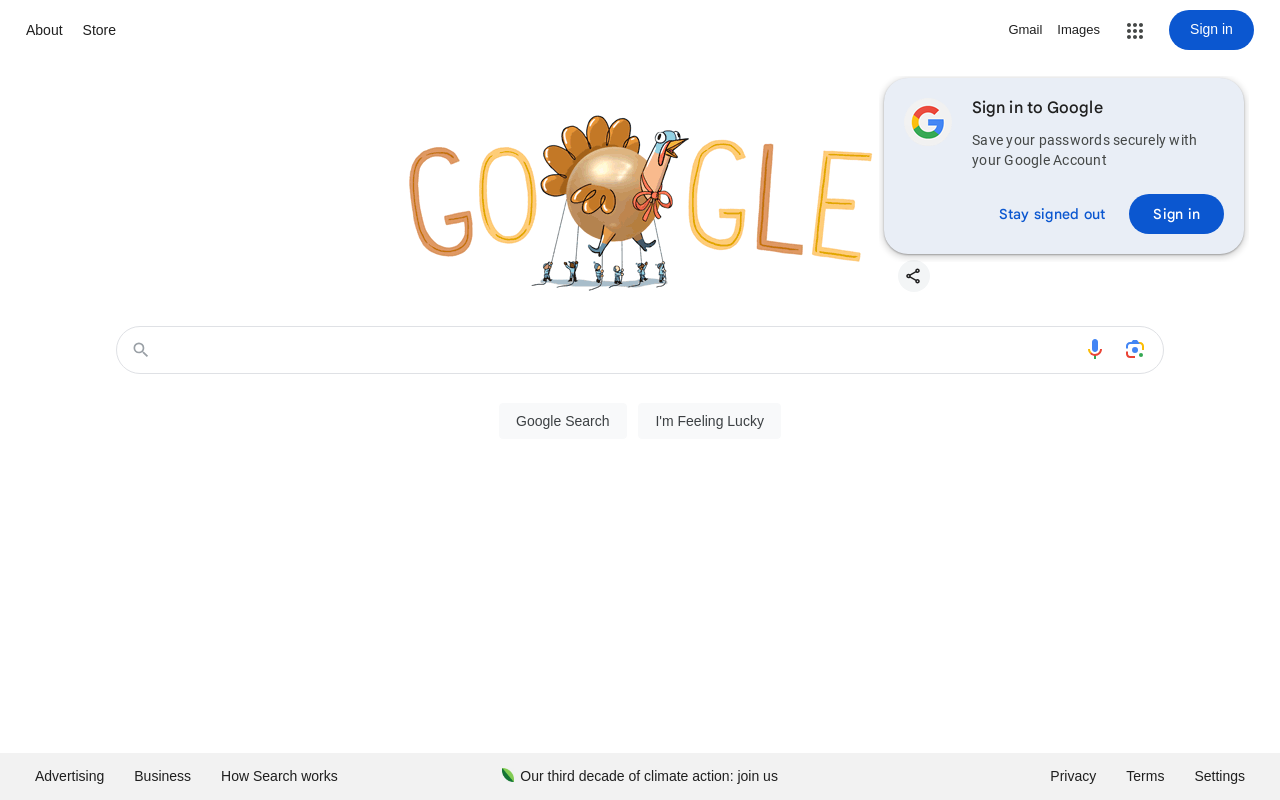 About Store
Gmail Images
Sign in
GOOGLE
Sign in to Google
Save your passwords securely with
your Google Account
Stay signed out
Sign in
Google Search
I'm Feeling Lucky
Advertising Business How Search works
Our third decade of climate action: join us
Privacy Terms Settings